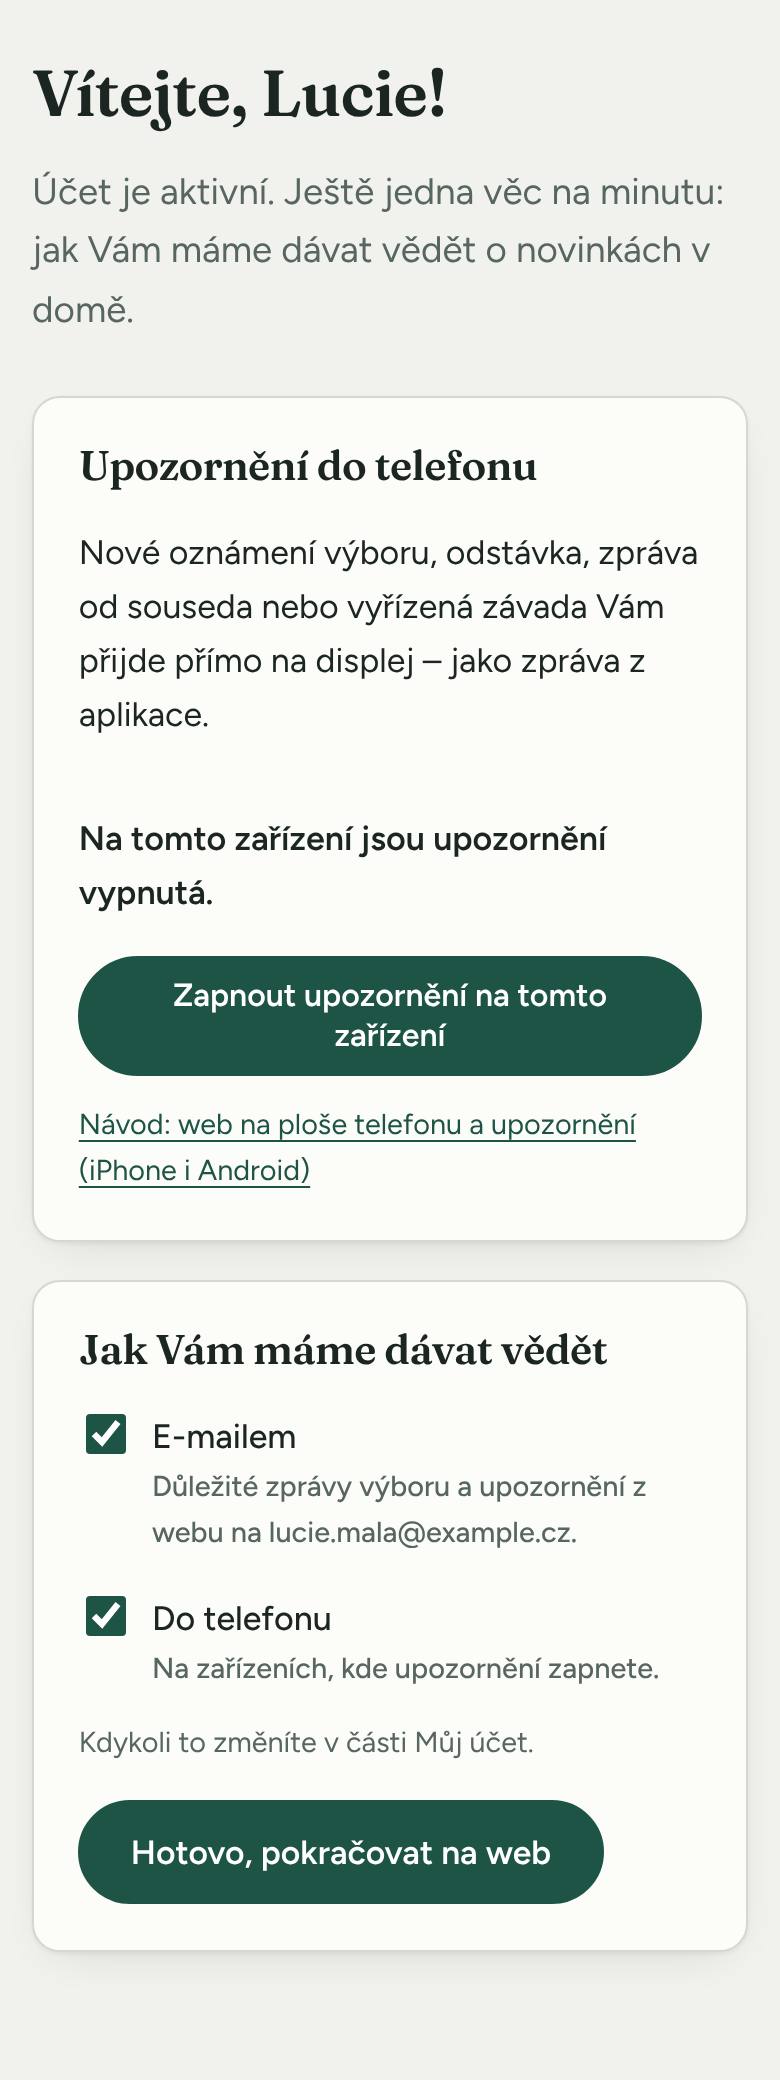 Vítejte, Lucie!
Účet je aktivní. Ještě jedna věc na minutu:
jak Vám máme dávat vědět o novinkách v
domě.
Upozornění do telefonu
Nové oznámení výboru, odstávka, zpráva
od souseda nebo vyřízená závada Vám
přijde přímo na displej – jako zpráva z
aplikace.
Na tomto zařízení jsou upozornění
vypnutá.
Zapnout upozornění na tomto
zařízení
Návod: web na ploše telefonu a upozornění
(iPhone i Android)
Jak Vám máme dávat vědět
E-mailem
Důležité zprávy výboru a upozornění z
webu na lucie.mala@example.cz.
Do telefonu
Na zařízeních, kde upozornění zapnete.
Kdykoli to změníte v části Můj účet.
Hotovo, pokračovat na web